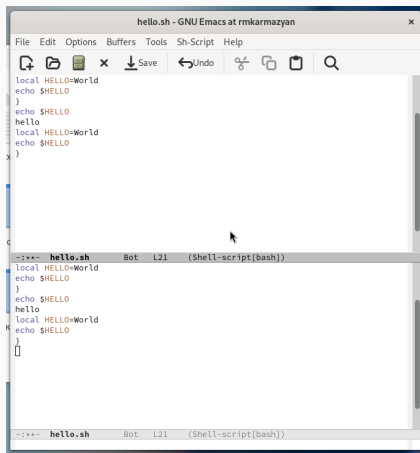 hello.sh - GNU Emacs at rmkarmazyan
File Edit Options Buffers Tools Sh-Script Help
Save Undo
local HELLO=World
echo $HELLO
}
echo $HELLO
hello
local HELLO=World
echo $HELLO
}
-:**- hello.sh Bot L21 (Shell-script[bash])
local HELLO=World
echo $HELLO
}
echo $HELLO
hello
local HELLO=World
echo $HELLO
}
-:**- hello.sh Bot L21 (Shell-script[bash])